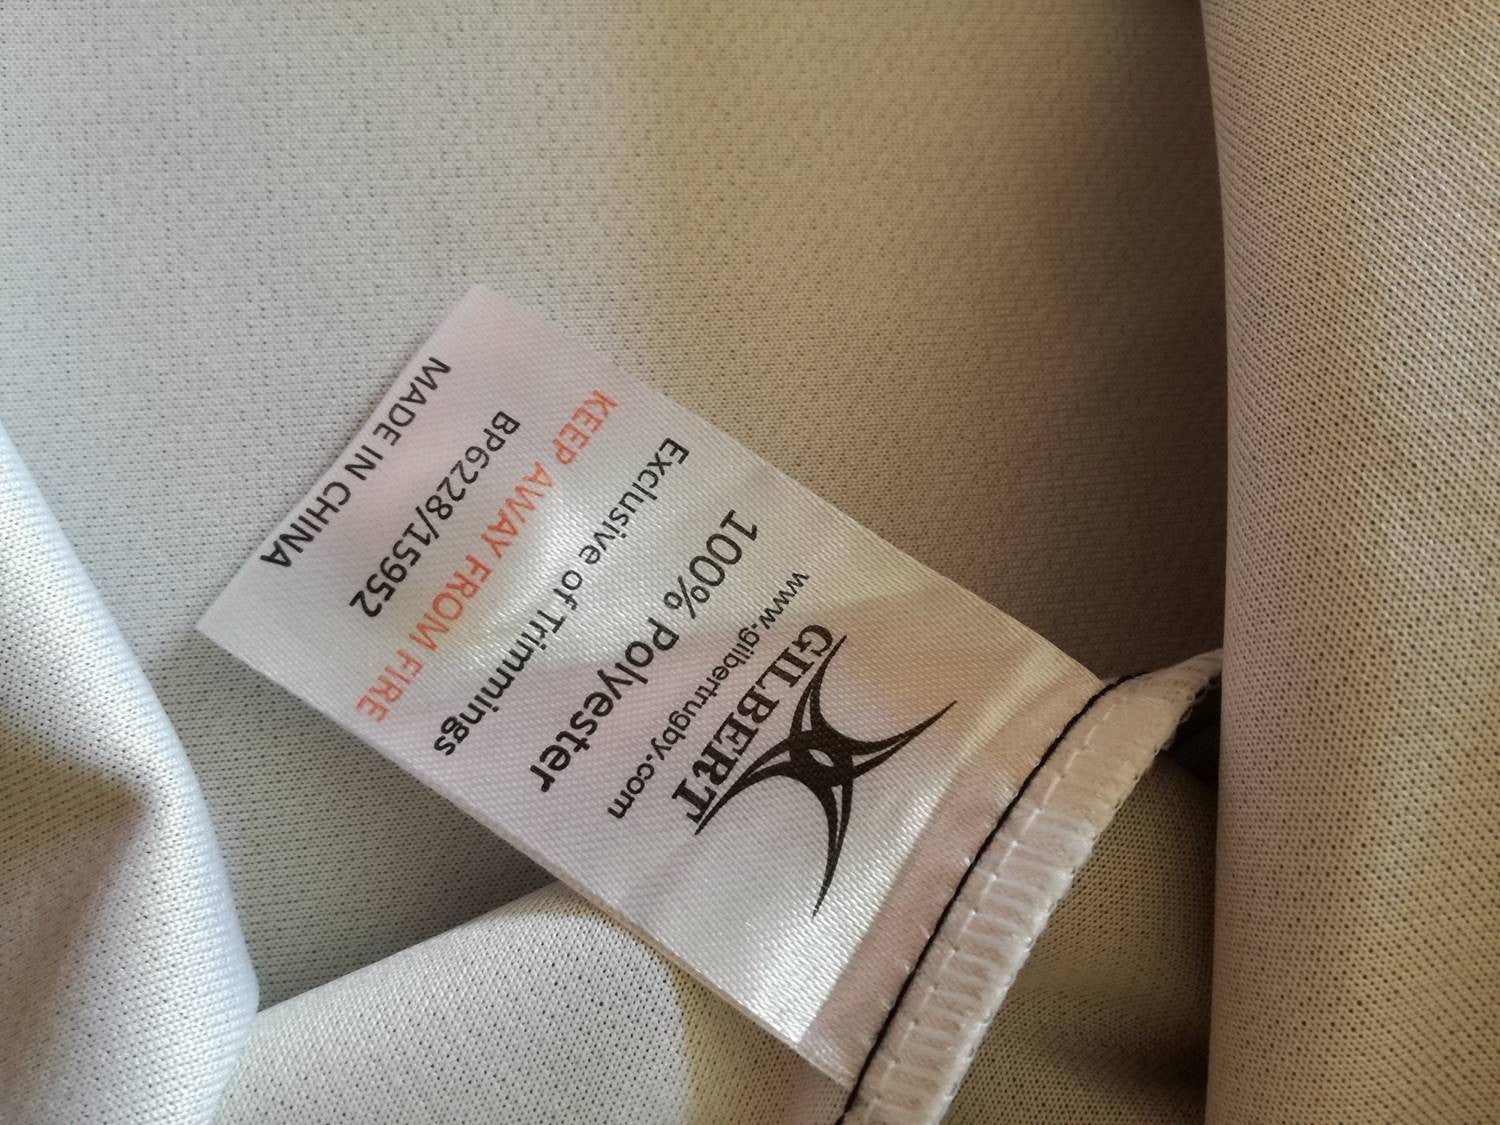 GILBERT
www.gilbertrugby.com
100% Polyester
Exclusive of Trimmings
KEEP AWAY FROM FIRE
BP6228/15952
MADE IN CHINA